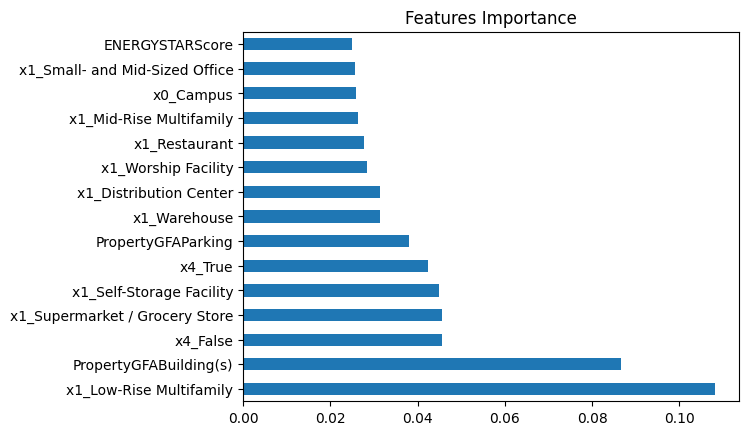 Features Importance
ENERGYSTARScore
x1_Small- and Mid-Sized Office
x0_Campus
x1_Mid-Rise Multifamily
x1_Restaurant
x1_Worship Facility
x1_Distribution Center
x1_Warehouse
PropertyGFAParking
x4_True
x1_Self-Storage Facility
x1_Supermarket / Grocery Store
x4_False
PropertyGFABuilding(s)
x1_Low-Rise Multifamily
0.00 0.02 0.04 0.06 0.08 0.10